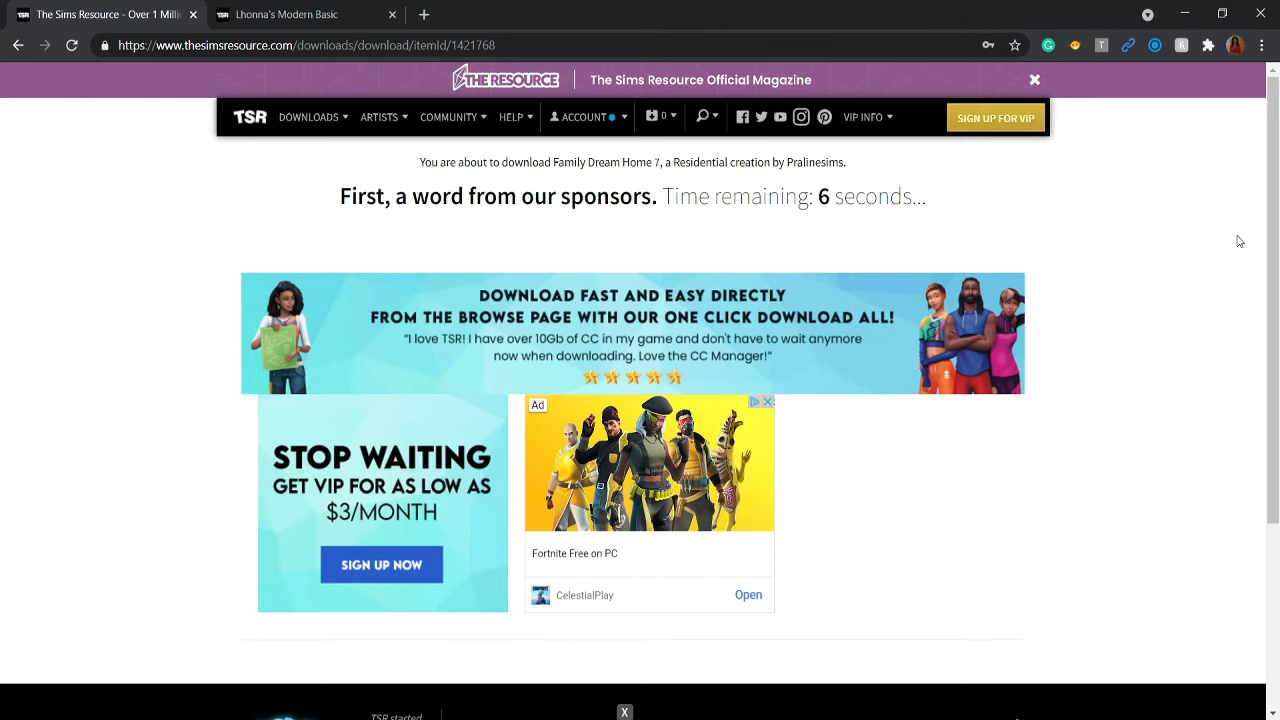 The Sims Resource - Over 1 Milli
Lhonna's Modern Basic
https://www.thesimsresource.com/downloads/download/itemId/1421768
THE RESOURCE
The Sims Resource Official Magazine
TSR DOWNLOADS ARTISTS COMMUNITY HELP ACCOUNT 0 VIP INFO SIGN UP FOR VIP
You are about to download Family Dream Home 7, a Residential creation by Pralinesims.
First, a word from our sponsors. Time remaining: 6 seconds...
DOWNLOAD FAST AND EASY DIRECTLY
FROM THE BROWSE PAGE WITH OUR ONE CLICK DOWNLOAD ALL!
“I love TSR! I have over 10Gb of CC in my game and don't have to wait anymore
now when downloading. Love the CC Manager!”
STOP WAITING
GET VIP FOR AS LOW AS
$3/MONTH
SIGN UP NOW
Ad
Fortnite Free on PC
CelestialPlay
Open
TSR started
X